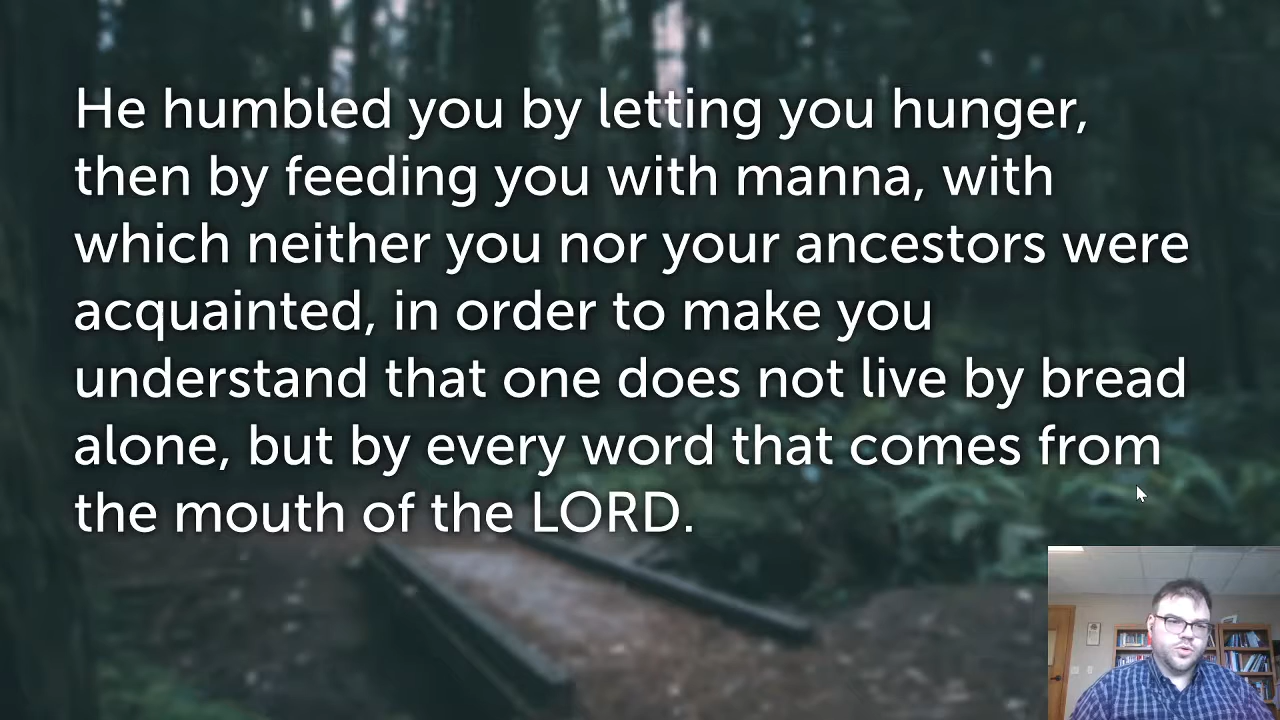 He humbled you by letting you hunger,
then by feeding you with manna, with
which neither you nor your ancestors were
acquainted, in order to make you
understand that one does not live by bread
alone, but by every word that comes from
the mouth of the LORD.